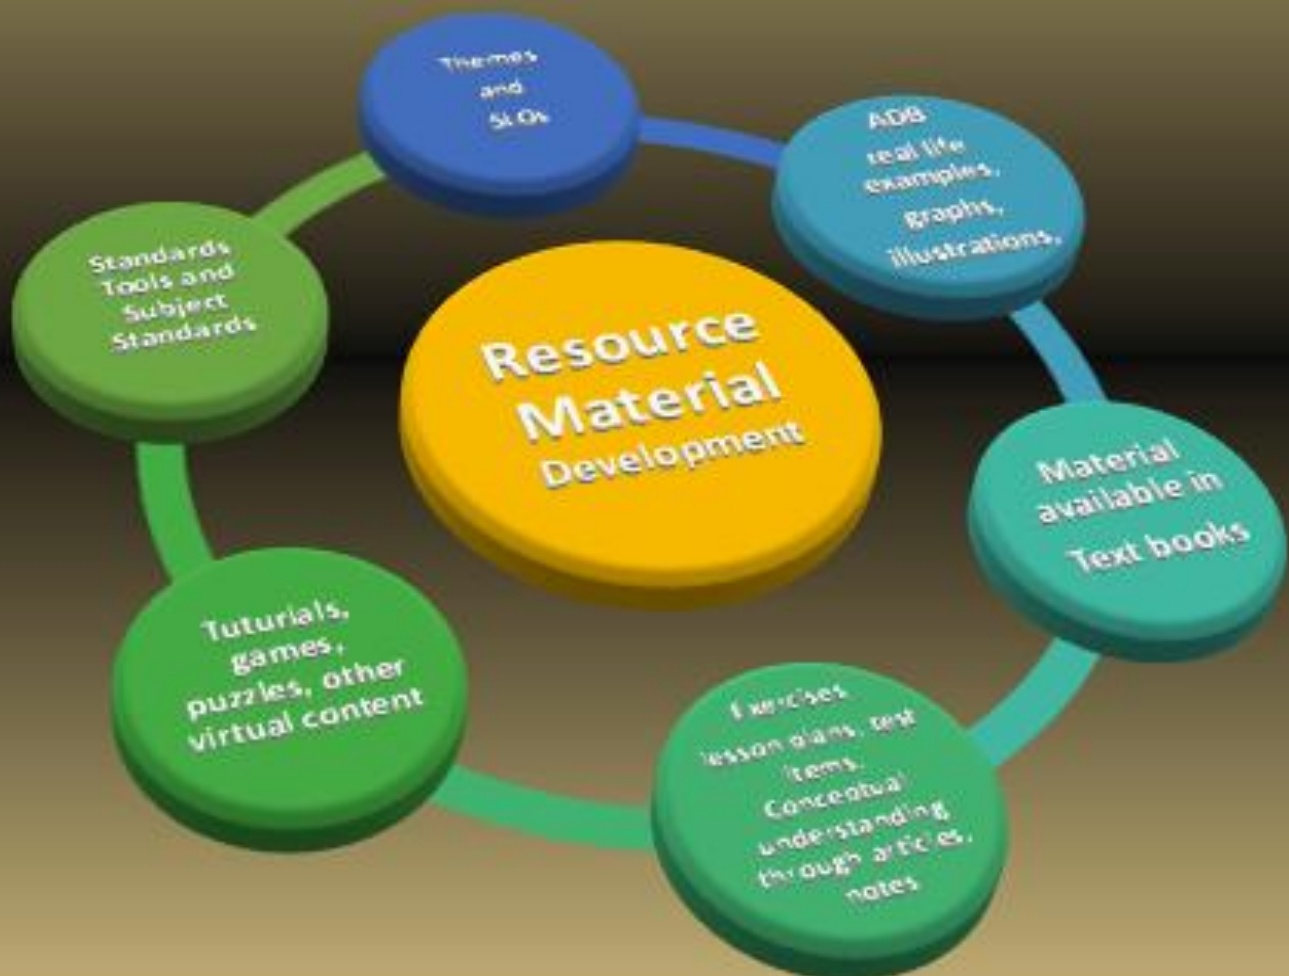 Resource
Material
Development
Themes
and
SLOs
ADB
real life
examples,
graphs,
illustrations,
Material
available in
Text books
Exercises
lesson plans, test
items.
Conceptual
understanding
through articles,
notes
Tuturials,
games,
puzzles, other
virtual content
Standards
Tools and
Subject
Standards